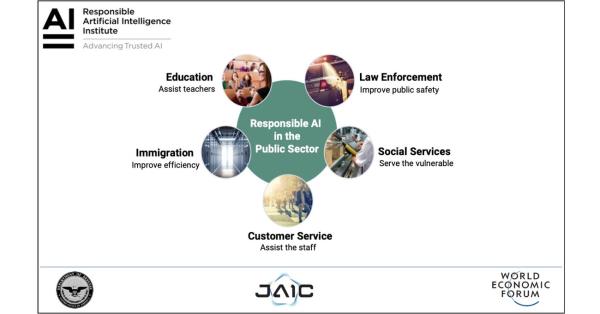 AI
Responsible
Artificial Intelligence
Institute
Advancing Trusted AI
Education
Assist teachers
Law Enforcement
Improve public safety
Responsible AI
in the
Public Sector
Immigration
Improve efficiency
Social Services
Serve the vulnerable
Customer Service
Assist the staff
JAIC
WORLD
ECONOMIC
FORUM